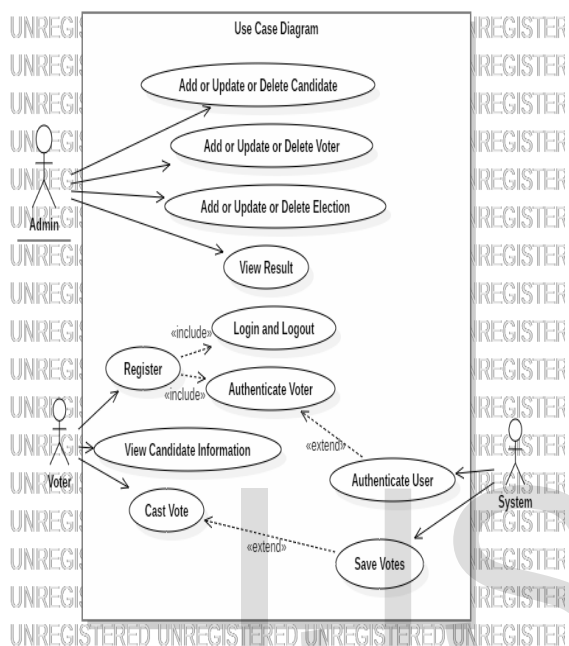 Use Case Diagram
Add or Update or Delete Candidate
Add or Update or Delete Voter
Add or Update or Delete Election
Admin
View Result
Login and Logout
«include»
Register
Authenticate Voter
«include»
View Candidate Information
«extend»
Voter
Authenticate User
System
Cast Vote
«extend»
Save Votes
UNREGISTERED UNREGISTERED UNREGISTERED UNREGISTER